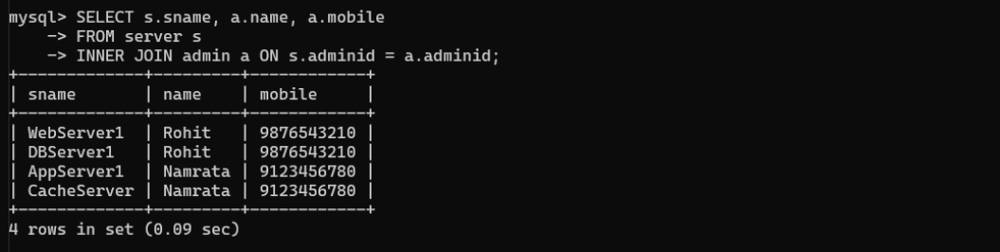 mysql> SELECT s.sname, a.name, a.mobile
    -> FROM server s
    -> INNER JOIN admin a ON s.adminid = a.adminid;
+-------------+---------+------------+
| sname       | name    | mobile     |
+-------------+---------+------------+
| WebServer1  | Rohit   | 9876543210 |
| DBServer1   | Rohit   | 9876543210 |
| AppServer1  | Namrata | 9123456780 |
| CacheServer | Namrata | 9123456780 |
+-------------+---------+------------+
4 rows in set (0.09 sec)